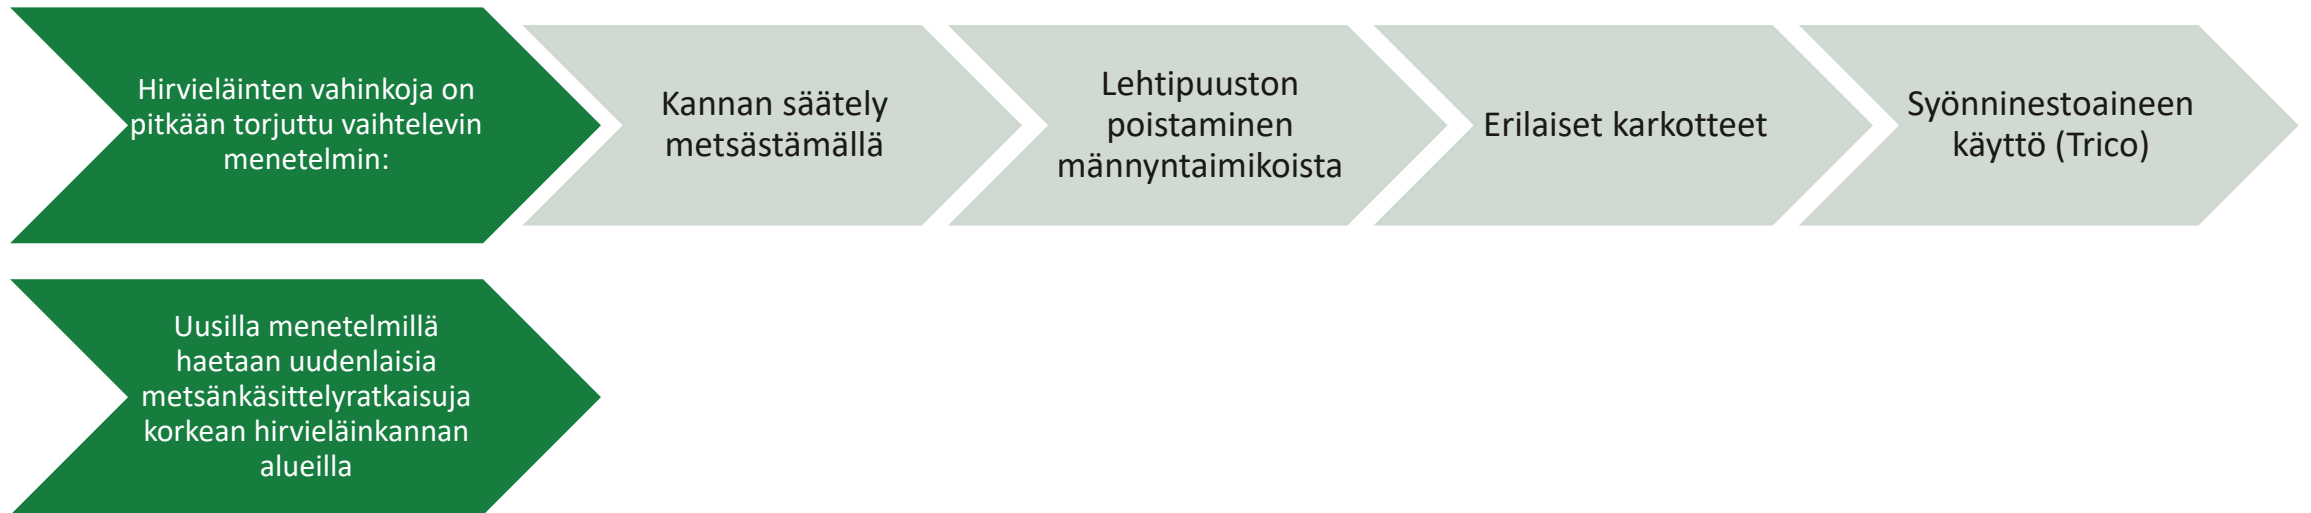 Hirvieläinten vahinkoja on
pitkään torjuttu vaihtelevin
menetelmin:
Kannan säätely
metsästämällä
Lehtipuuston
poistaminen
männyntaimikoista
Erilaiset karkotteet
Syönninestoaineen
käyttö (Trico)
Uusilla menetelmillä
haetaan uudenlaisia
metsänkäsittelyratkaisuja
korkean hirvieläinkannan
alueilla